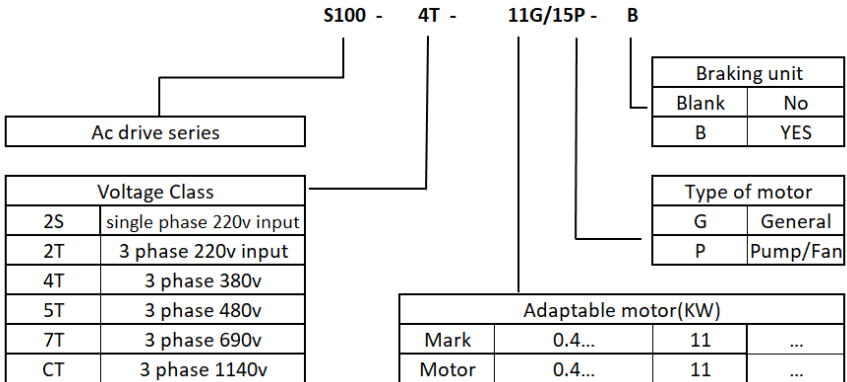 S100 - 4T - 11G/15P - B
Braking unit
Blank No
B YES
Ac drive series
Voltage Class
2S single phase 220v input
2T 3 phase 220v input
4T 3 phase 380v
5T 3 phase 480v
7T 3 phase 690v
CT 3 phase 1140v
Type of motor
G General
P Pump/Fan
Adaptable motor(KW)
Mark 0.4... 11 ...
Motor 0.4... 11 ...